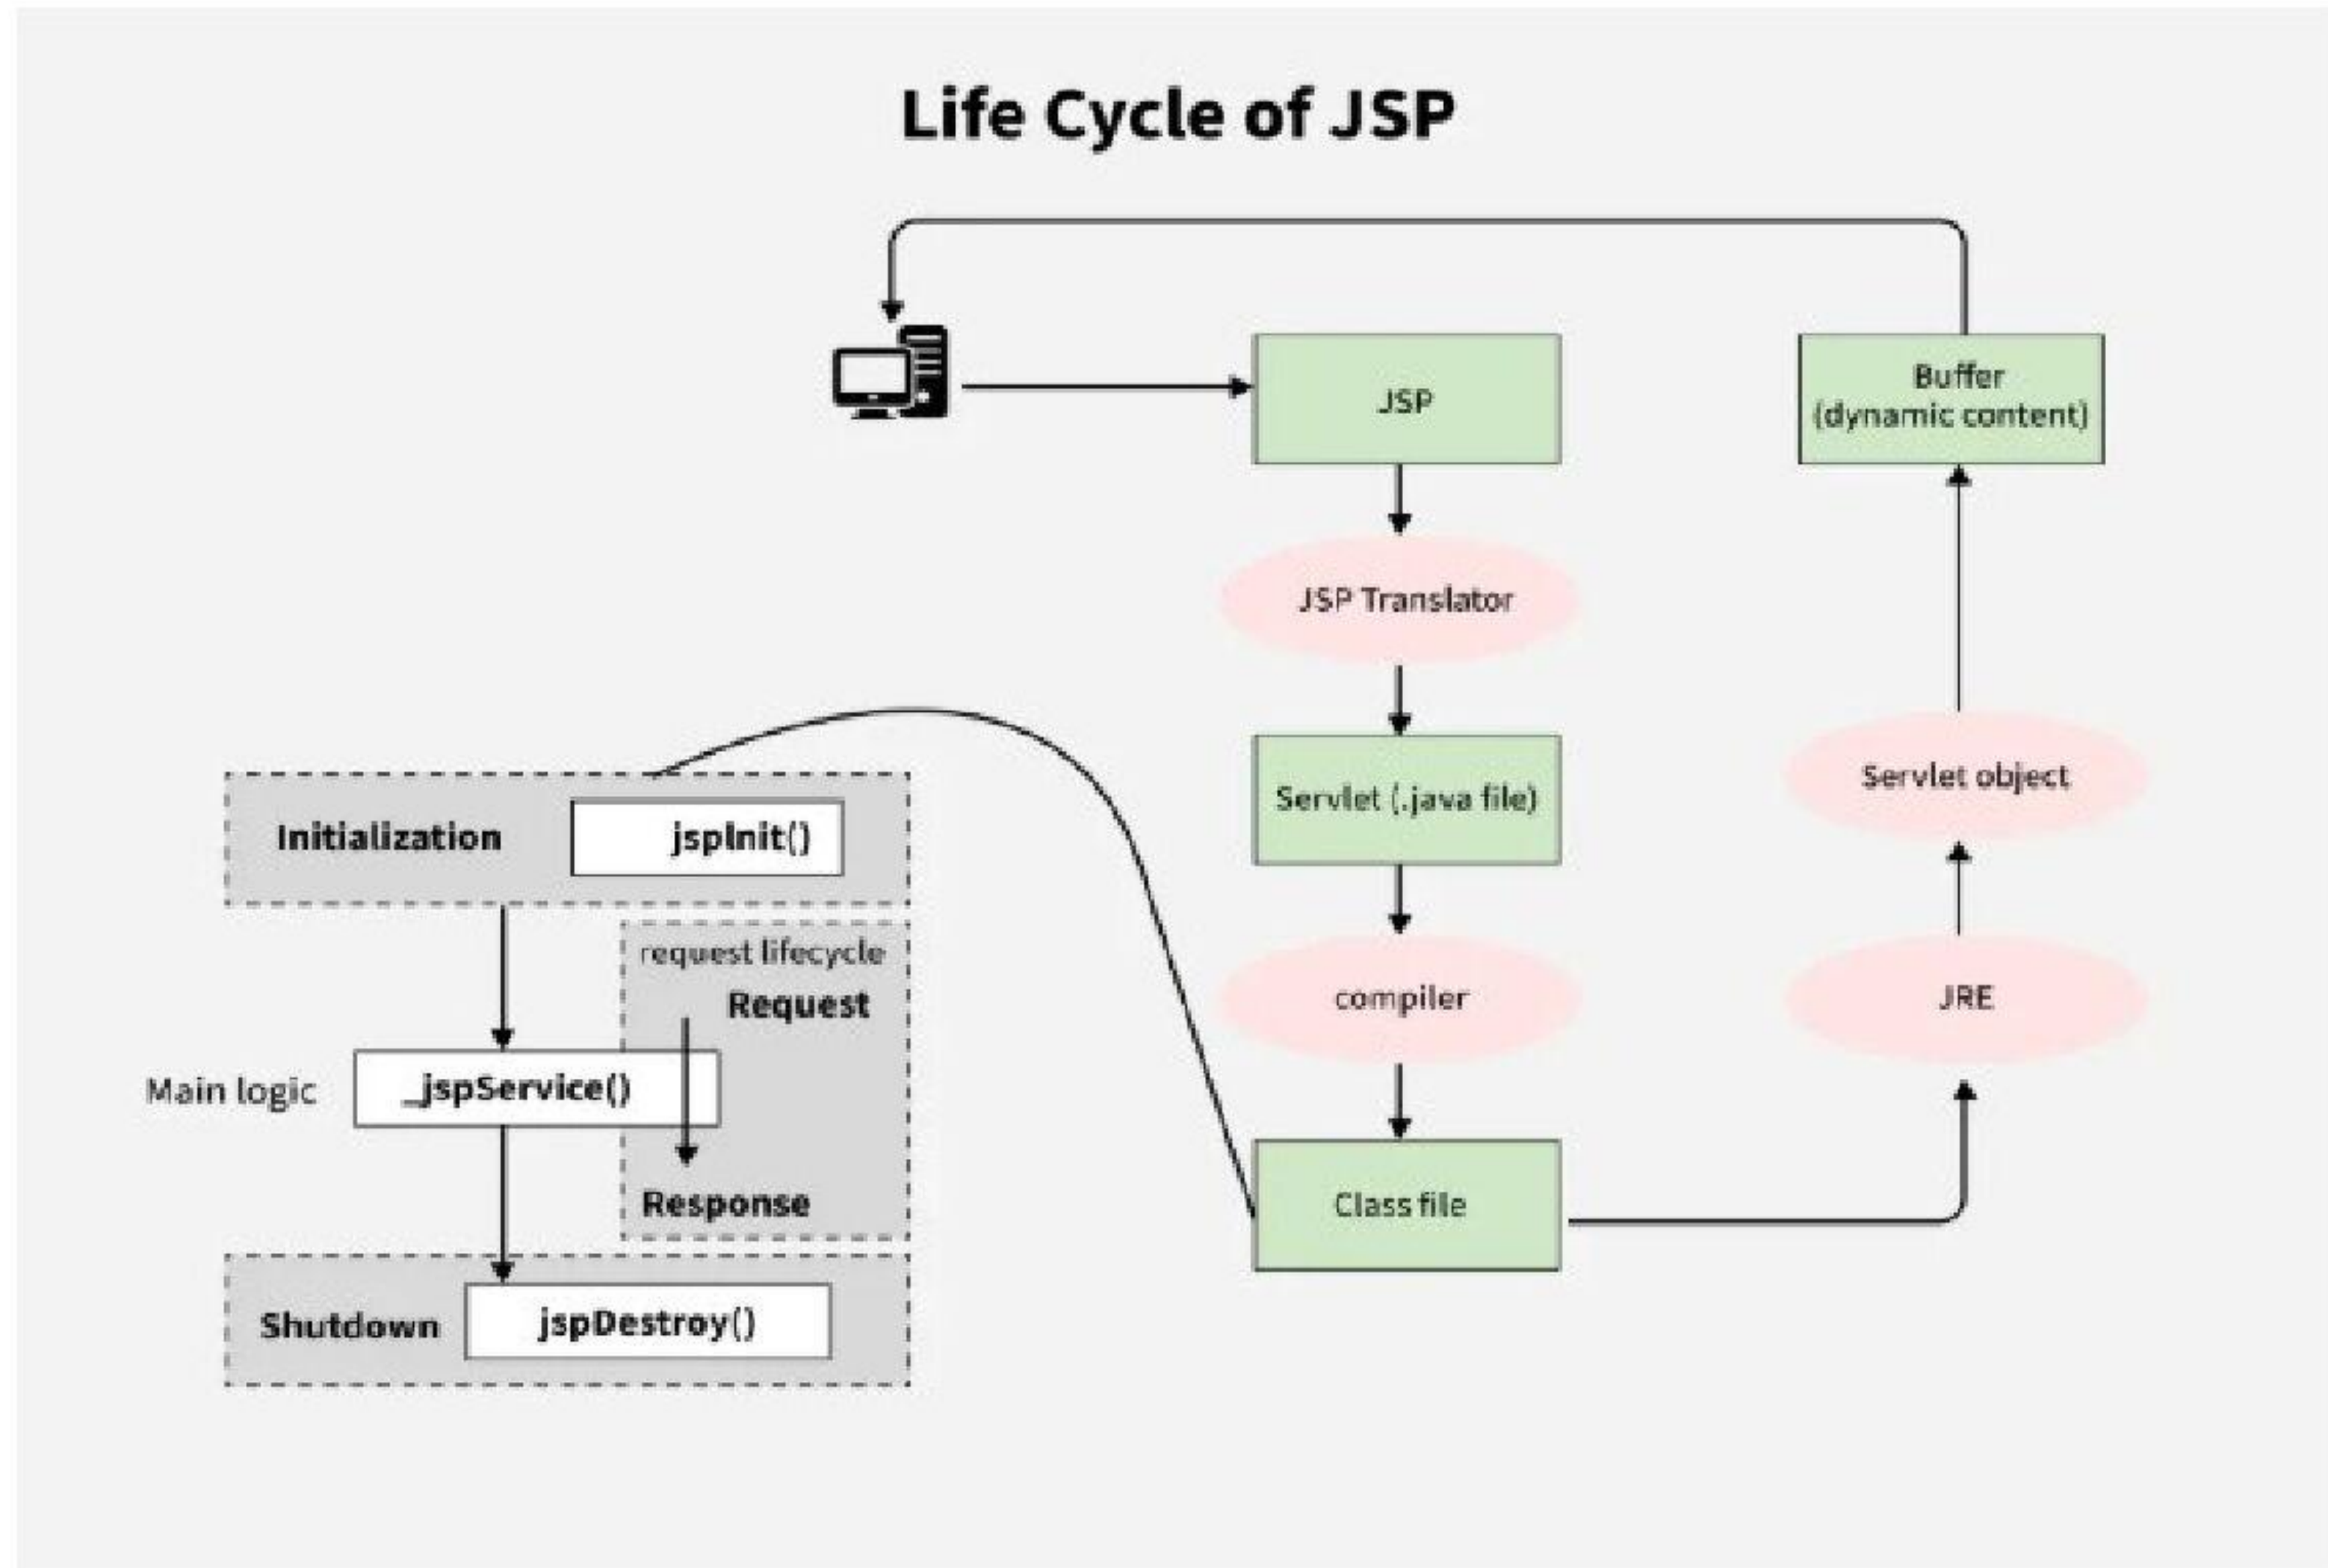 Life Cycle of JSP
JSP
Buffer
(dynamic content)
JSP Translator
Servlet (.java file)
Servlet object
compiler
JRE
Class file
Initialization
jspInit()
request lifecycle
Request
Main logic
_jspService()
Response
Shutdown
jspDestroy()